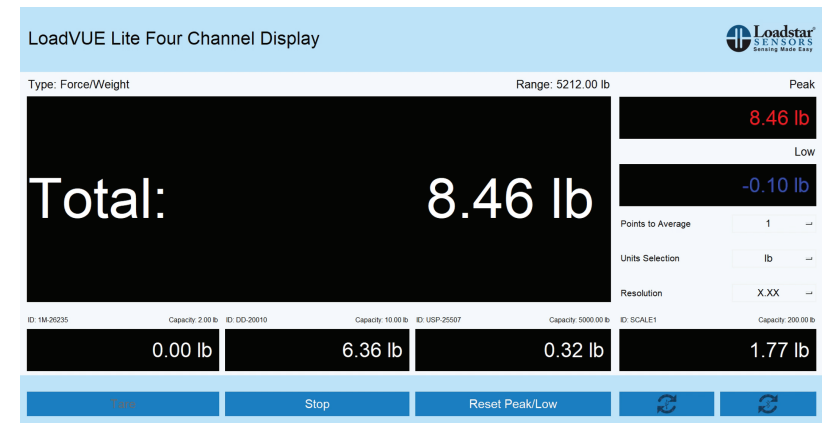 LoadVUE Lite Four Channel Display
Loadstar®
SENSORS
Sensing Made Easy
Type: Force/Weight
Range: 5212.00 lb
Peak
8.46 lb
Low
-0.10 lb
Total:
8.46 lb
Points to Average
1
Units Selection
lb
Resolution
X.XX
ID: 1M-26235
Capacity: 2.00 lb
ID: DD-20010
Capacity: 10.00 lb
ID: USP-25507
Capacity: 5000.00 lb
ID: SCALE1
Capacity: 200.00 lb
0.00 lb
6.36 lb
0.32 lb
1.77 lb
Stop
Reset Peak/Low